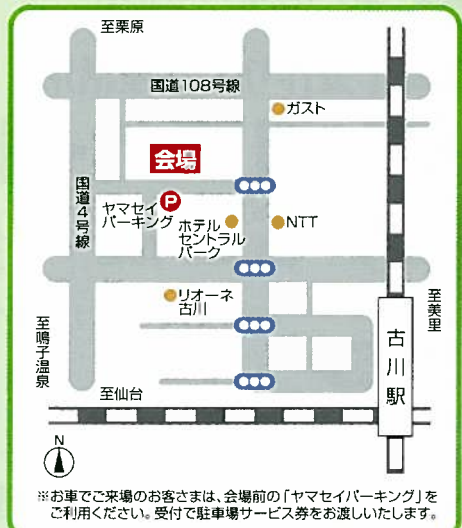 至栗原
国道108号線
ガスト
会場
国道4号線
P
ヤマセイ
パーキング
ホテル
セントラル
パーク
NTT
リオーネ
古川
至鳴子温泉
至美里
古川駅
至仙台
N
※お車でご来場のお客さまは、会場前の「ヤマセイパーキング」を
ご利用ください。受付で駐車場サービス券をお渡しいたします。